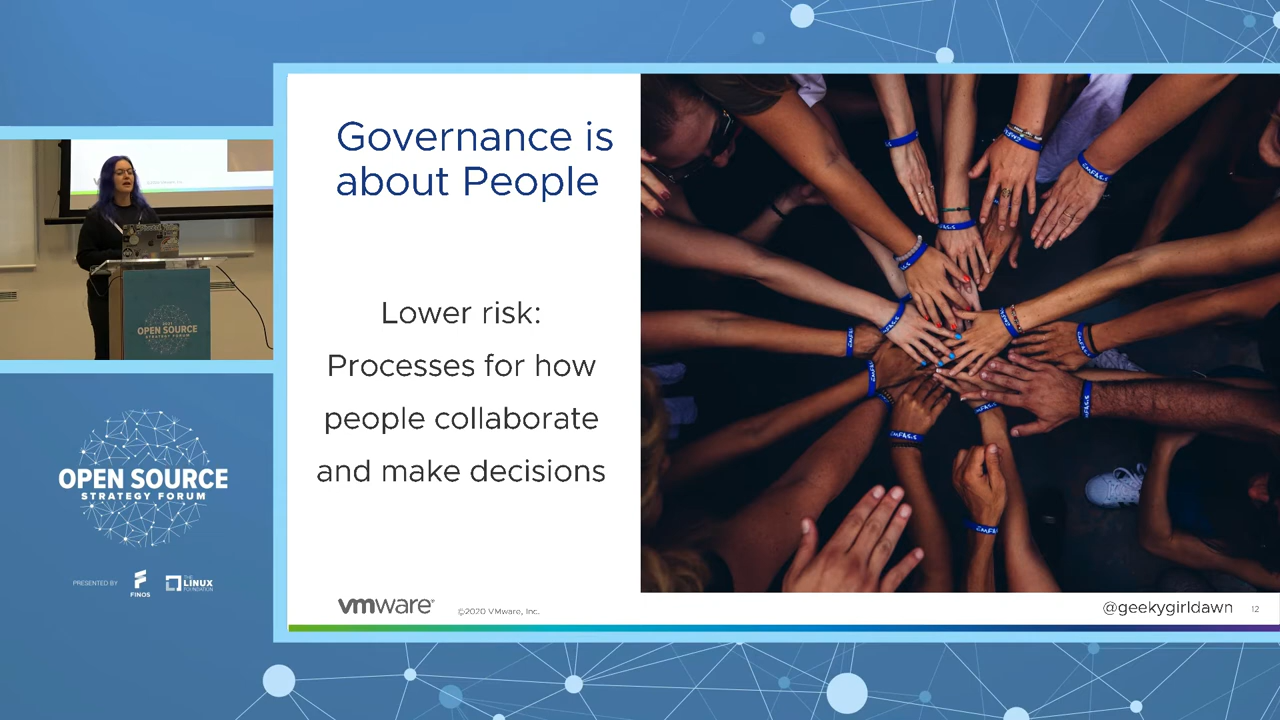 Governance is
about People
Lower risk:
Processes for how
people collaborate
and make decisions
vmware®
©2020 VMware, Inc.
@geekygirldawn
12
OPEN SOURCE
STRATEGY FORUM
OPEN SOURCE
STRATEGY FORUM
PRESENTED BY
FINOS
THE
LINUX
FOUNDATION